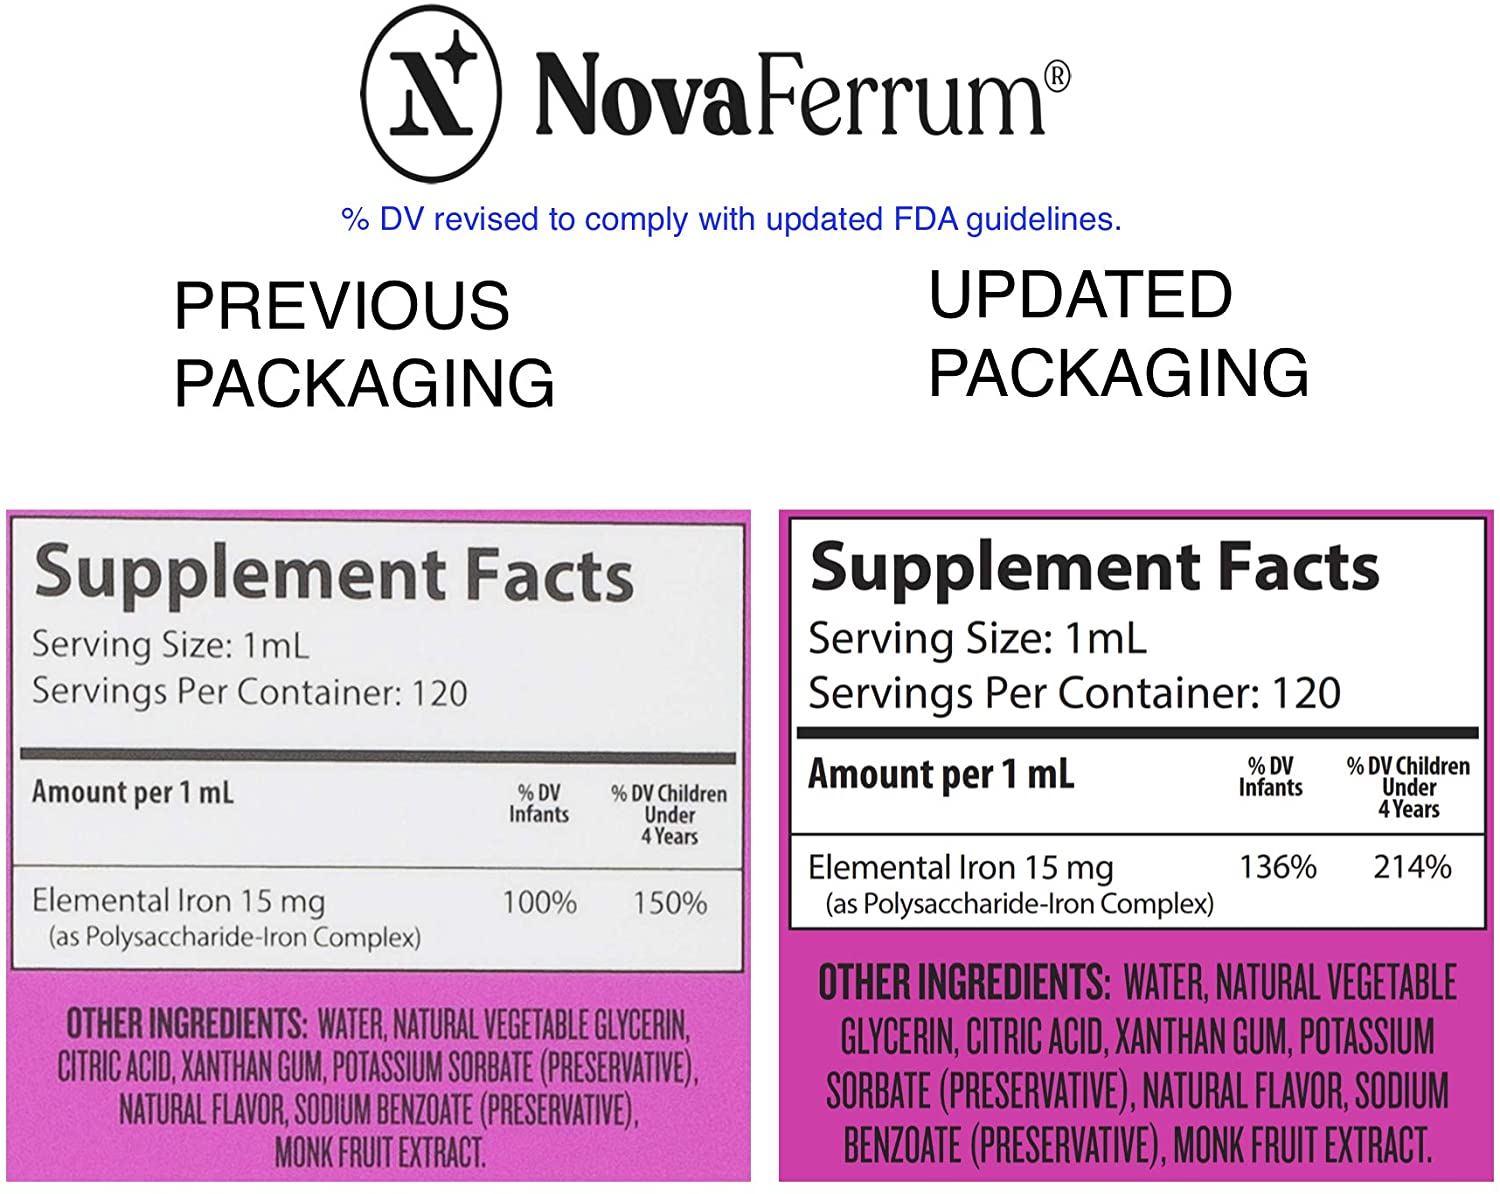 NovaFerrum®
% DV revised to comply with updated FDA guidelines.
PREVIOUS
PACKAGING
Supplement Facts
Serving Size: 1mL
Servings Per Container: 120
Amount per 1 mL
% DV
Infants
% DV Children
Under
4 Years
Elemental Iron 15 mg 100% 150%
(as Polysaccharide-Iron Complex)
OTHER INGREDIENTS: WATER, NATURAL VEGETABLE GLYCERIN,
CITRIC ACID, XANTHAN GUM, POTASSIUM SORBATE (PRESERVATIVE),
NATURAL FLAVOR, SODIUM BENZOATE (PRESERVATIVE),
MONK FRUIT EXTRACT.
UPDATED
PACKAGING
Supplement Facts
Serving Size: 1mL
Servings Per Container: 120
Amount per 1 mL
% DV
Infants
% DV Children
Under
4 Years
Elemental Iron 15 mg 136% 214%
(as Polysaccharide-Iron Complex)
OTHER INGREDIENTS: WATER, NATURAL VEGETABLE
GLYCERIN, CITRIC ACID, XANTHAN GUM, POTASSIUM
SORBATE (PRESERVATIVE), NATURAL FLAVOR, SODIUM
BENZOATE (PRESERVATIVE), MONK FRUIT EXTRACT.